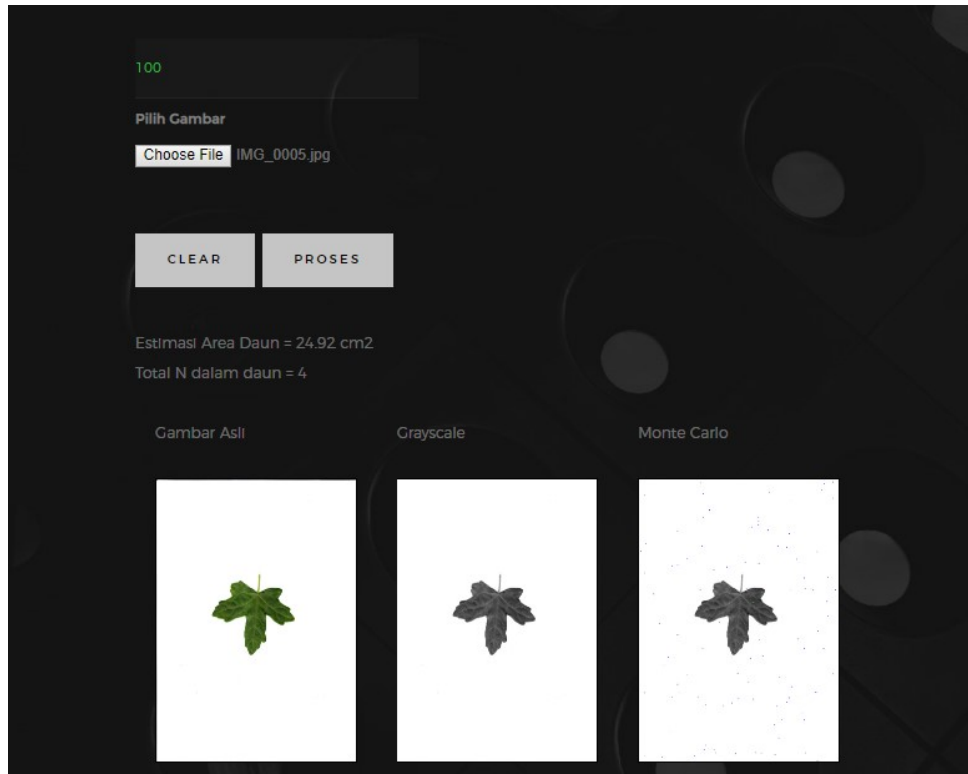 100
Pilih Gambar
Choose File IMG_0005.jpg
CLEAR PROSES
Estimasi Area Daun = 24.92 cm2
Total N dalam daun = 4
Gambar Asli Grayscale Monte Carlo